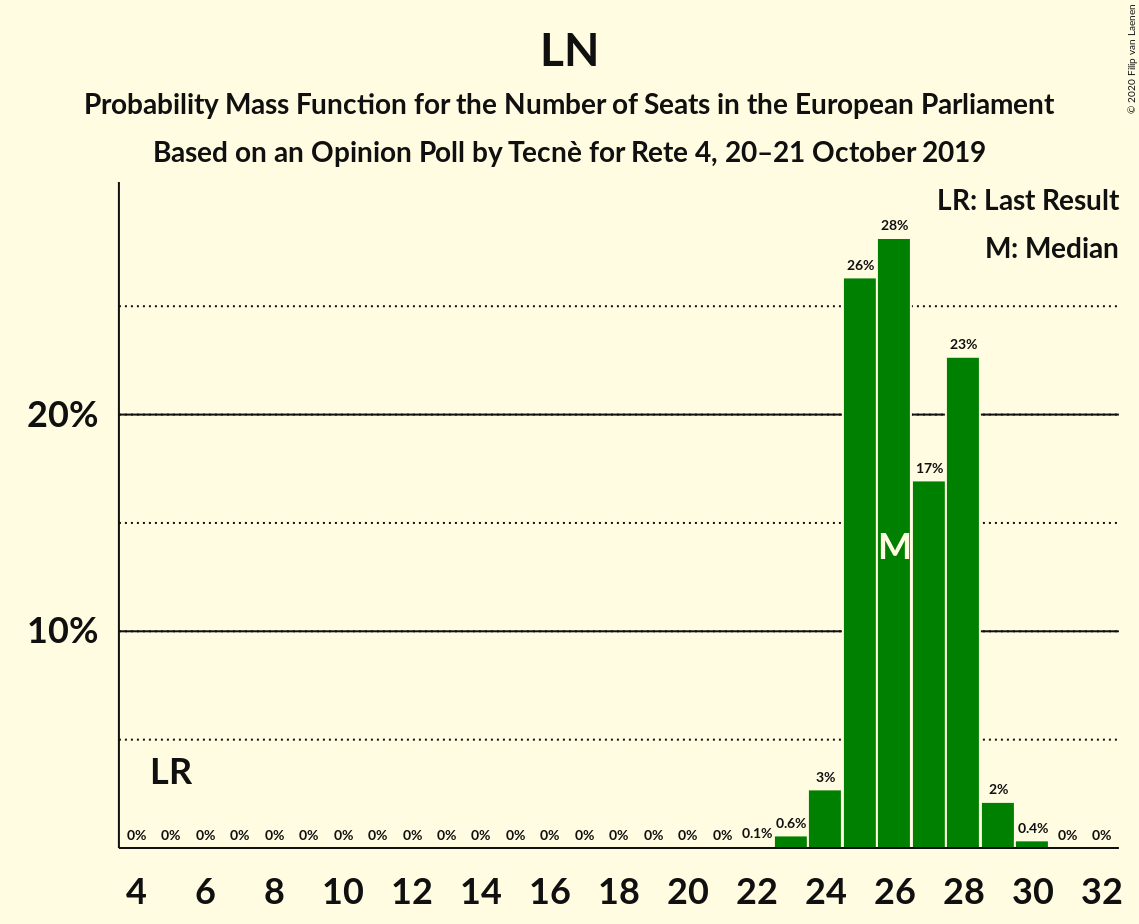 LN
Probability Mass Function for the Number of Seats in the European Parliament
Based on an Opinion Poll by Tecnè for Rete 4, 20–21 October 2019
© 2020 Filip van Laenen
LR: Last Result
M: Median
28%
26%
23%
20%
17%
M
10%
LR
3%
2%
0% 0% 0% 0% 0% 0% 0% 0% 0% 0% 0% 0% 0% 0% 0% 0% 0% 0% 0.1% 0.6% 0.4% 0% 0%
4 6 8 10 12 14 16 18 20 22 24 26 28 30 32